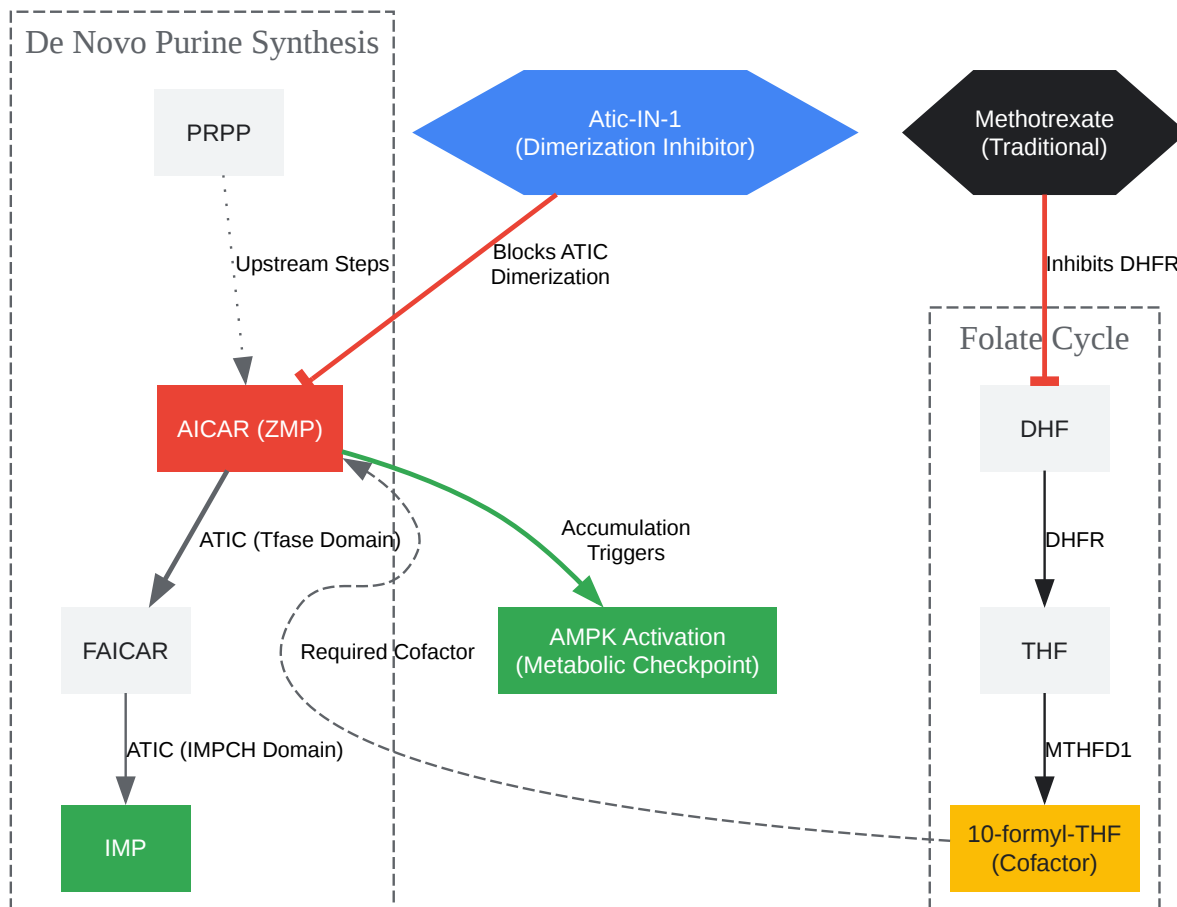 De Novo Purine Synthesis
PRPP
Atic-IN-1
(Dimerization Inhibitor)
Methotrexate
(Traditional)
Upstream Steps
Blocks ATIC
Dimerization
Inhibits DHFR
Folate Cycle
AICAR (ZMP)
DHF
ATIC (Tfase Domain)
Accumulation
Triggers
DHFR
FAICAR
Required Cofactor
AMPK Activation
(Metabolic Checkpoint)
THF
ATIC (IMPCH Domain)
MTHFD1
IMP
10-formyl-THF
(Cofactor)